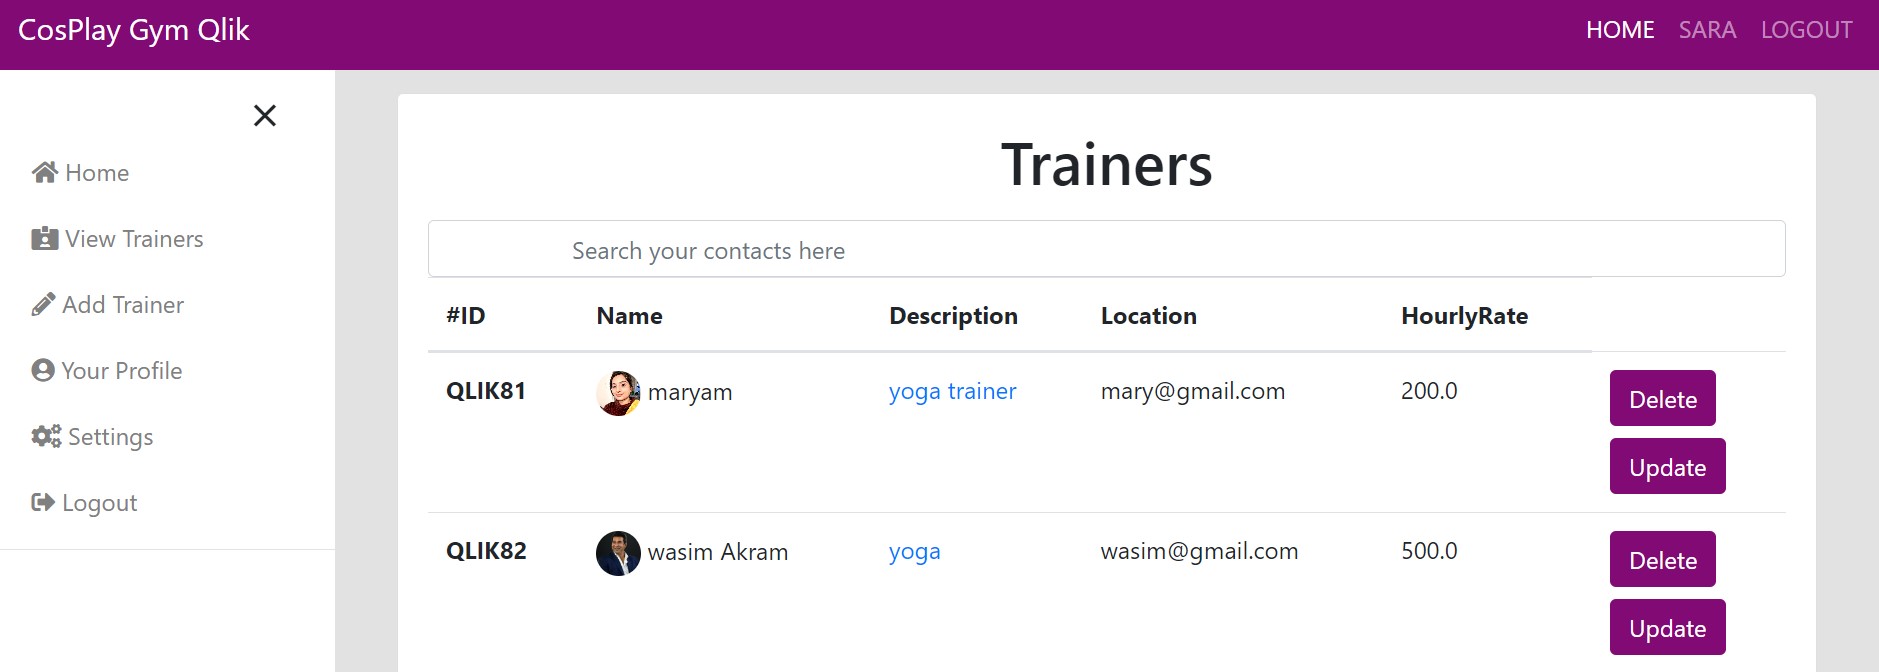 CosPlay Gym Qlik
HOME SARA LOGOUT
Home
View Trainers
Add Trainer
Your Profile
Settings
Logout
Trainers
Search your contacts here
#ID Name Description Location HourlyRate
QLIK81 maryam yoga trainer mary@gmail.com 200.0 Delete
Update
QLIK82 wasim Akram yoga wasim@gmail.com 500.0 Delete
Update